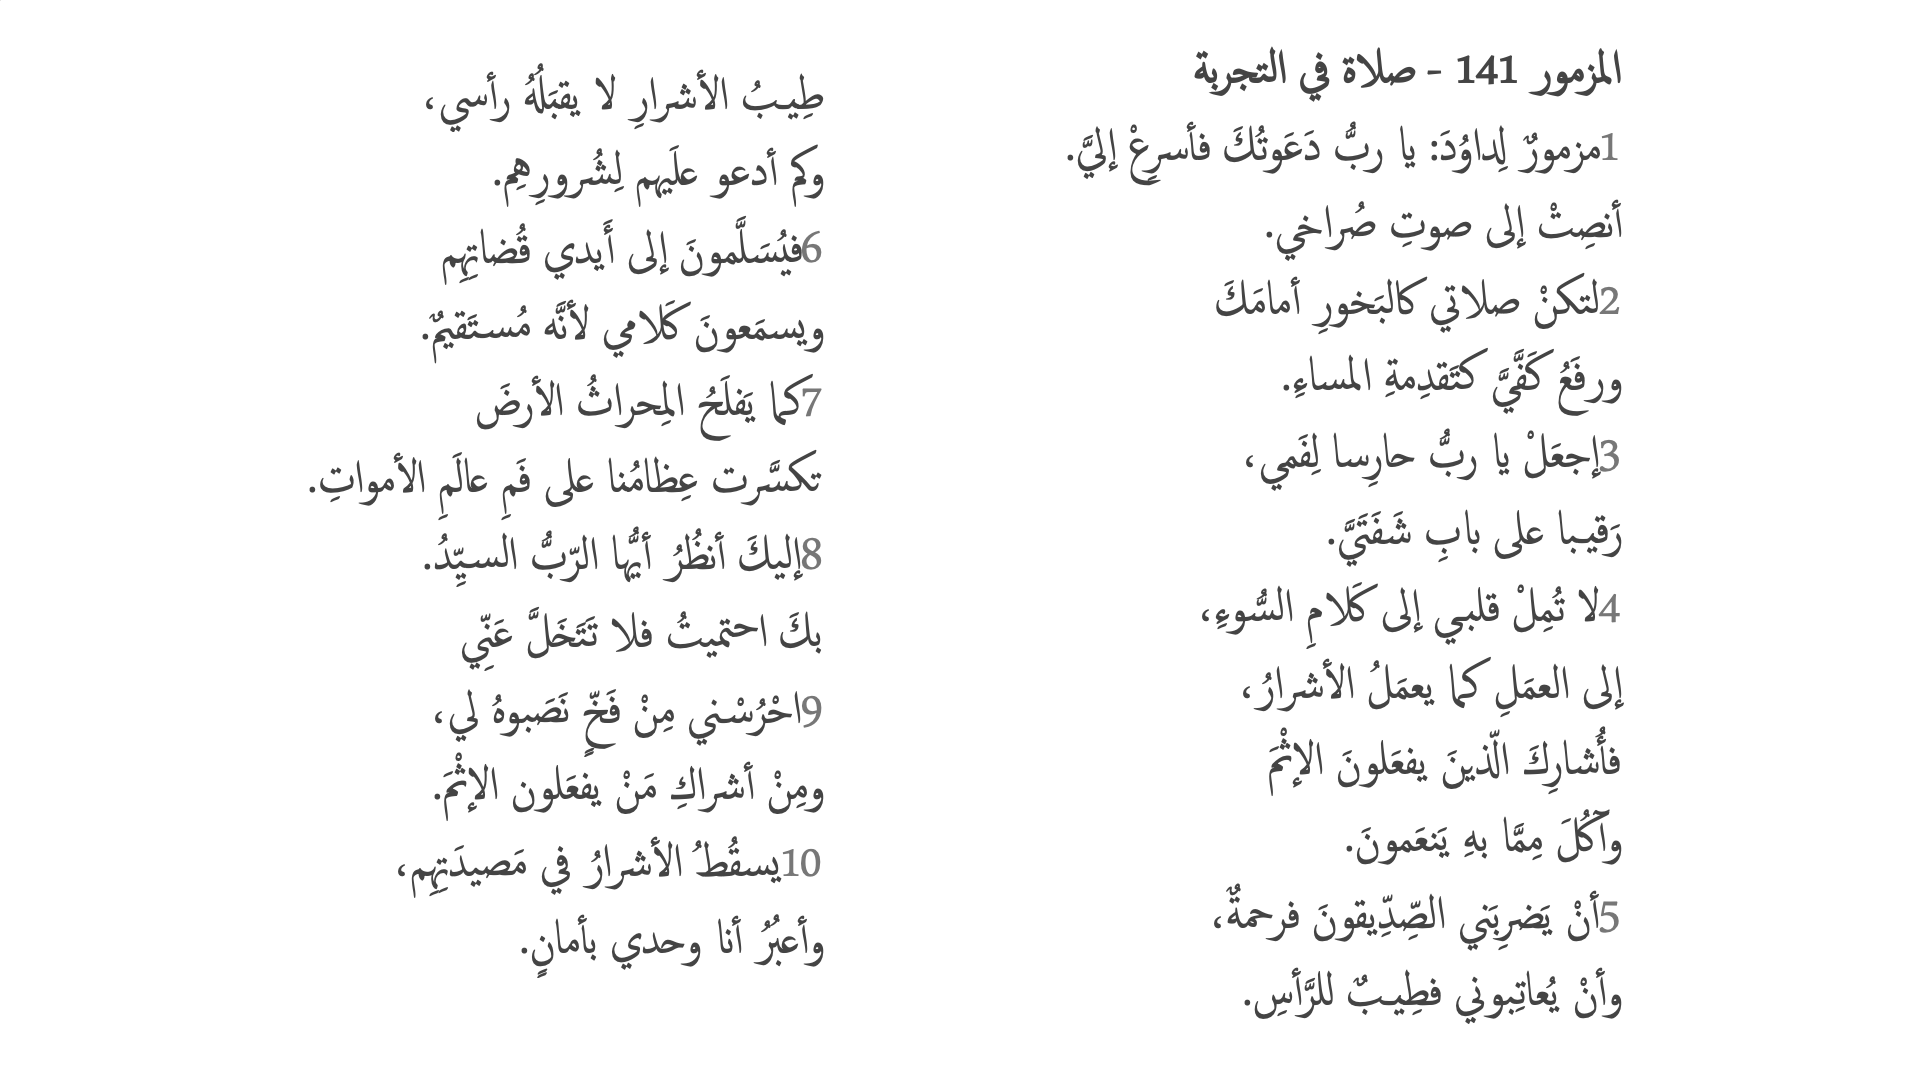 المزمور 141 - صلاة في التجربة
1مزمورٌ لِداوُدَ: يا ربُّ دَعَوتُكَ فأسرِعْ إليَّ.
أنصِتْ إلى صوتِ صُراخي.
2لتكنْ صلاتي كالبَخورِ أمامَكَ
ورفَعُ كَفَّيَّ كتَقدِمةِ المساءِ.
3إجعَلْ يا ربُّ حارِسا لِفَمي،
رَقيبا على بابِ شَفَتَيَّ.
4لا تُمِلْ قلبي إلى كَلامِ السُّوءِ،
إلى العمَلِ كما يعمَلُ الأشرارُ،
فأُشارِكَ الّذينَ يفعَلونَ الإثْمَ
وآكُلَ مِمَّا بهِ يَنعَمونَ.
5أنْ يَضرِبَني الصِّدِّيقونَ فرحمةٌ،
وأنْ يُعاتِبوني فطِيبٌ للرَّأسِ.
طِيبُ الأشرارِ لا يقبَلُهُ رأسي،
وكم أدعو علَيهم لِشُرورِهِم.
6فيُسَلَّمونَ إلى أَيدي قُضاتِهِم
ويسمَعونَ كَلامي لأنَّه مُستَقيمٌ.
7كما يَفلَحُ المِحراثُ الأرضَ
تكسَّرت عِظامُنا على فَمِ عالَمِ الأمواتِ.
8إليكَ أنظُرُ أيُّها الرّبُّ السيِّدُ.
بكَ احتميتُ فلا تَتَخَلَّ عَنِّي
9احْرُسْني مِنْ فَخٍّ نَصَبوهُ لي،
ومِنْ أشراكِ مَنْ يفعَلون الإثْمَ.
10يسقُطُ الأشرارُ في مَصيدَتِهِم،
وأعبُرُ أنا وحدي بأمانٍ.